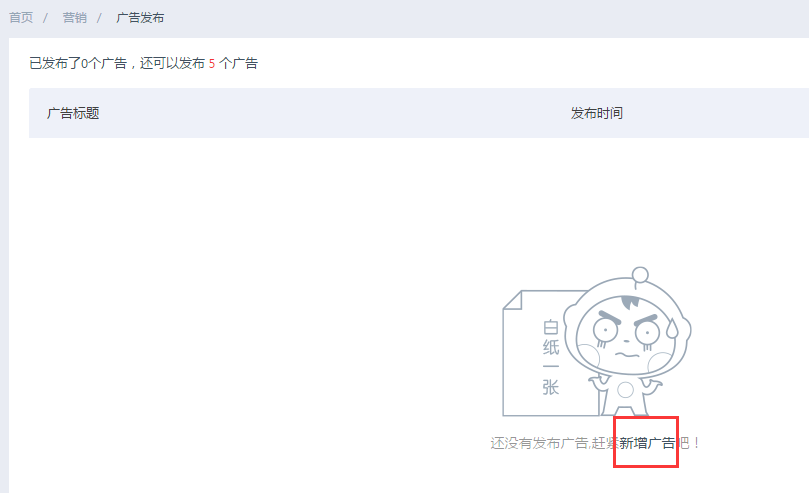 首页 / 营销 / 广告发布
已发布了0个广告，还可以发布 5 个广告
广告标题 发布时间
白纸一张
还没有发布广告,赶紧新增广告吧！